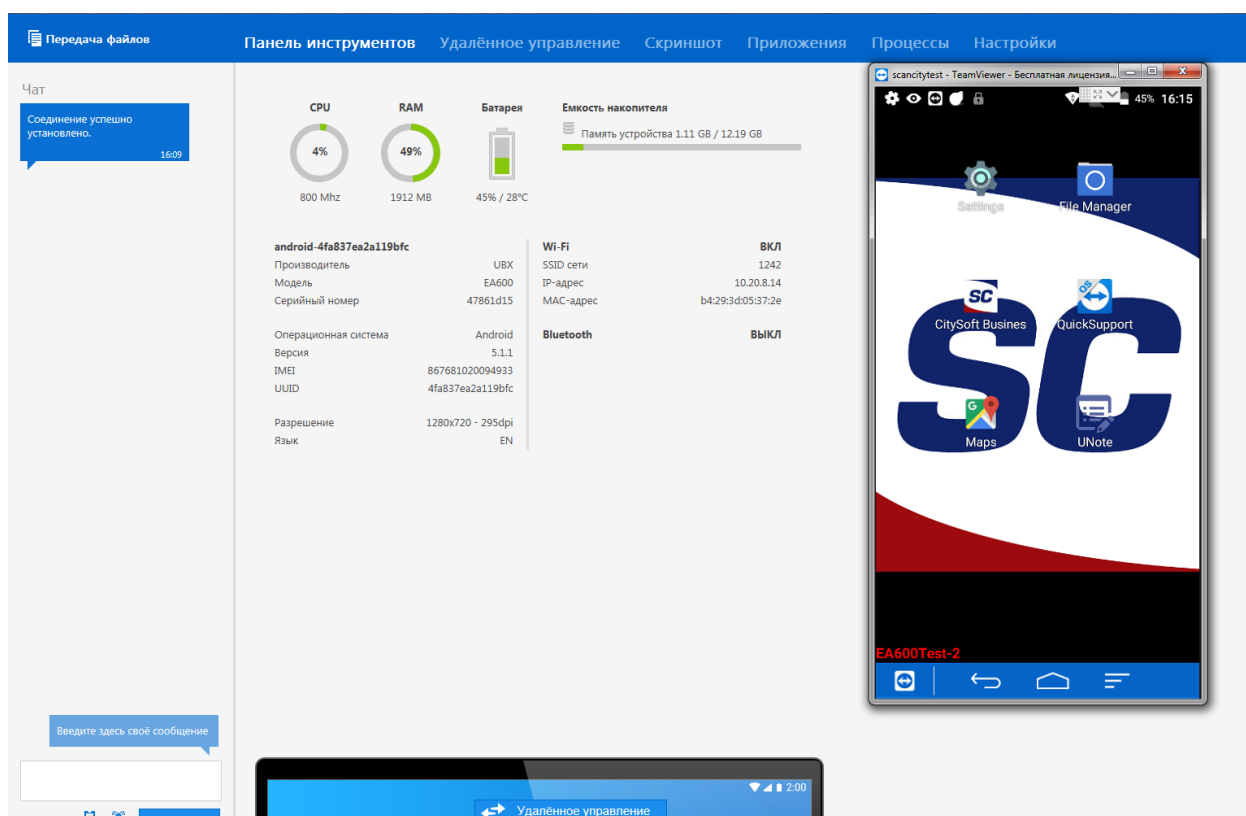 Передача файлов
Панель инструментов Удалённое управление Скриншот Приложения Процессы Настройки
Чат
Соединение успешно
установлено.
16:09
CPU RAM Батарея Емкость накопителя
Память устройства 1.11 GB / 12.19 GB
4% 49%
800 Mhz 1912 MB 45% / 28°C
android-4fa837ea2a119bfc
Производитель UBX
Модель EA600
Серийный номер 47861d15
Операционная система Android
Версия 5.1.1
IMEI 867681020094933
UUID 4fa837ea2a119bfc
Разрешение 1280x720 - 295dpi
Язык EN
Wi-Fi ВКЛ
SSID сети 1242
IP-адрес 10.20.8.14
MAC-адрес b4:29:3d:05:37:2e
Bluetooth ВЫКЛ
scancitytest - TeamViewer - Бесплатная лицензия...
45% 16:15
Settings File Manager
SC
QS
CitySoft Busines QuickSupport
SC
G
Maps UNote
EA600Test-2
Введите здесь своё сообщение
2:00
Удалённое управление